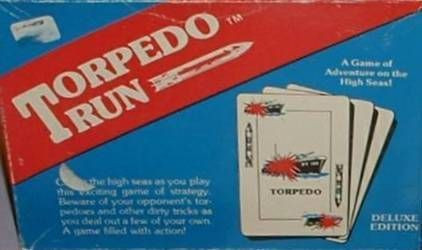 TORPEDO™
RUN
A Game of
Adventure on the
High Seas!
TORPEDO
the high seas as you play
this exciting game of strategy.
Beware of your opponent's tor-
pedoes and other dirty tricks as
you deal out a few of your own.
A game filled with action!
DELUXE
EDITION